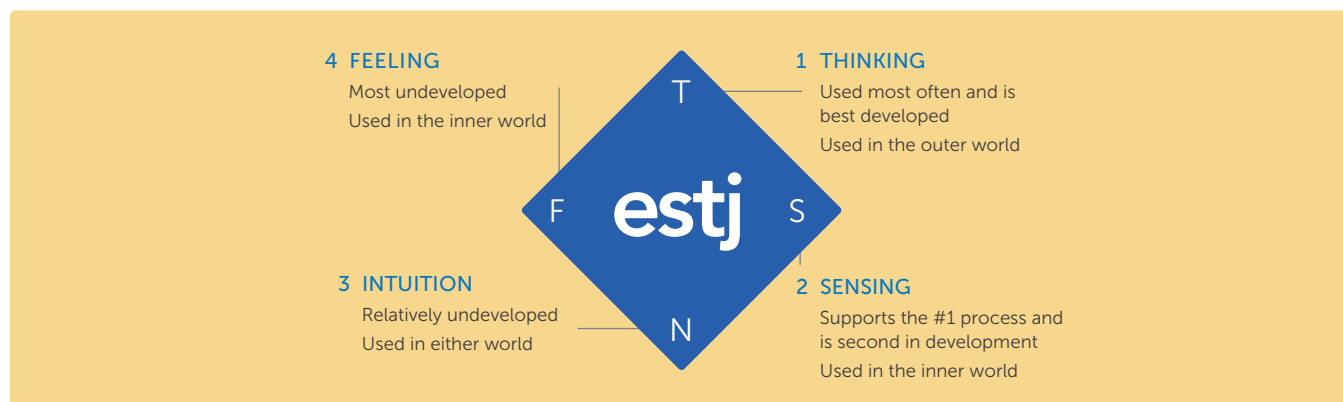 4 FEELING
Most undeveloped
Used in the inner world
1 THINKING
Used most often and is
best developed
Used in the outer world
T
F
estj
S
3 INTUITION
Relatively undeveloped
Used in either world
N
2 SENSING
Supports the #1 process and
is second in development
Used in the inner world